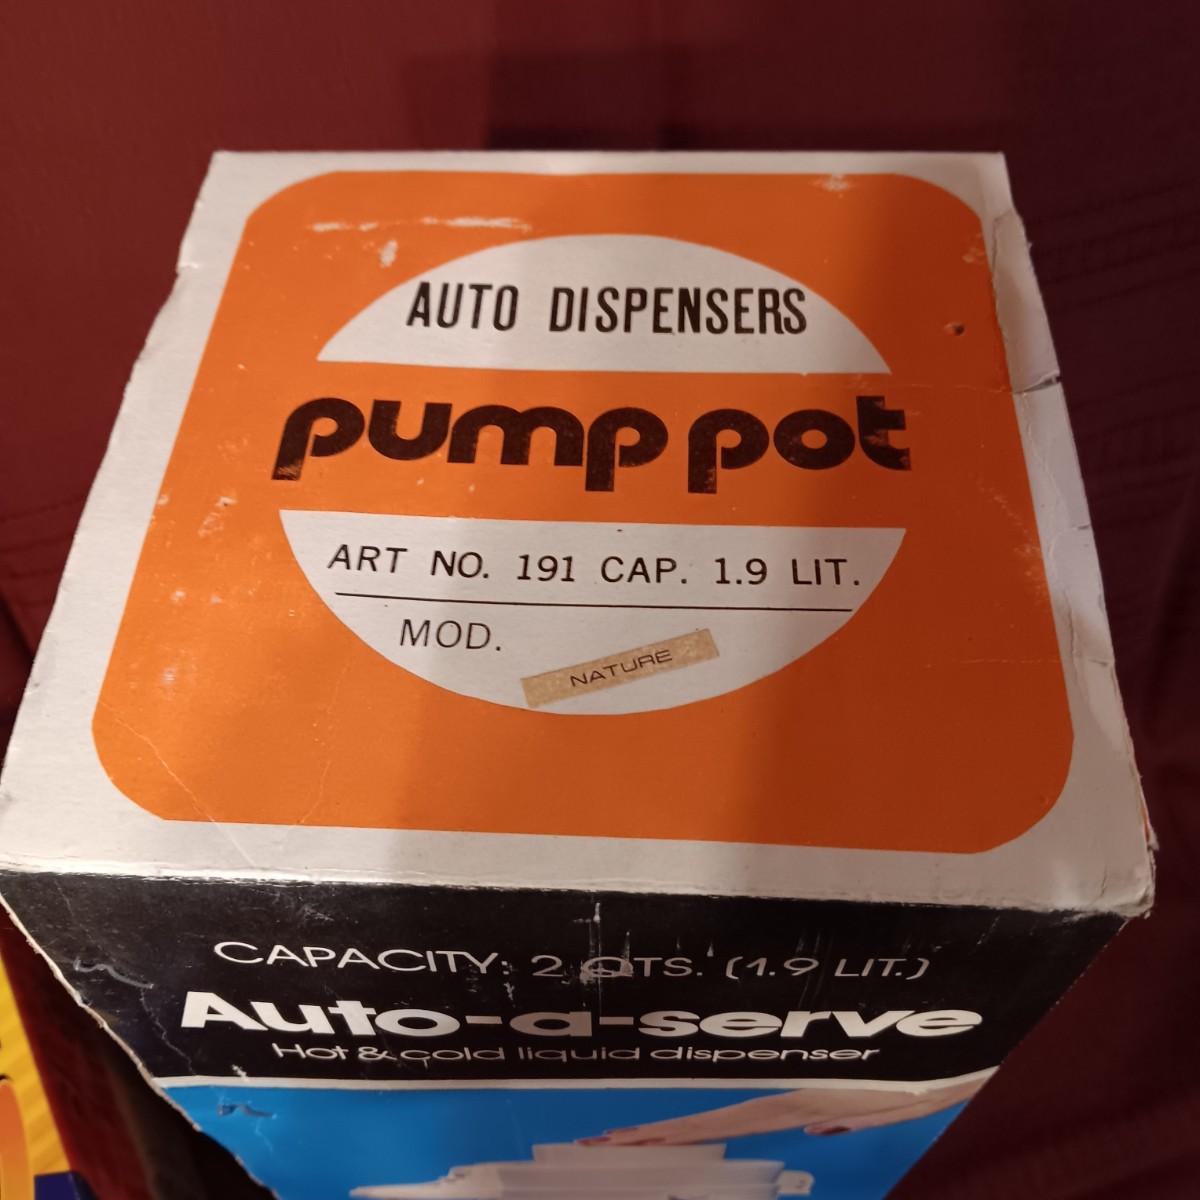 AUTO DISPENSERS
pump pot
ART NO. 191 CAP. 1.9 LIT.
MOD.
NATURE
CAPACITY: 2 QTS. (1.9 LIT.)
Auto-a-serve
Hot & cold liquid dispenser